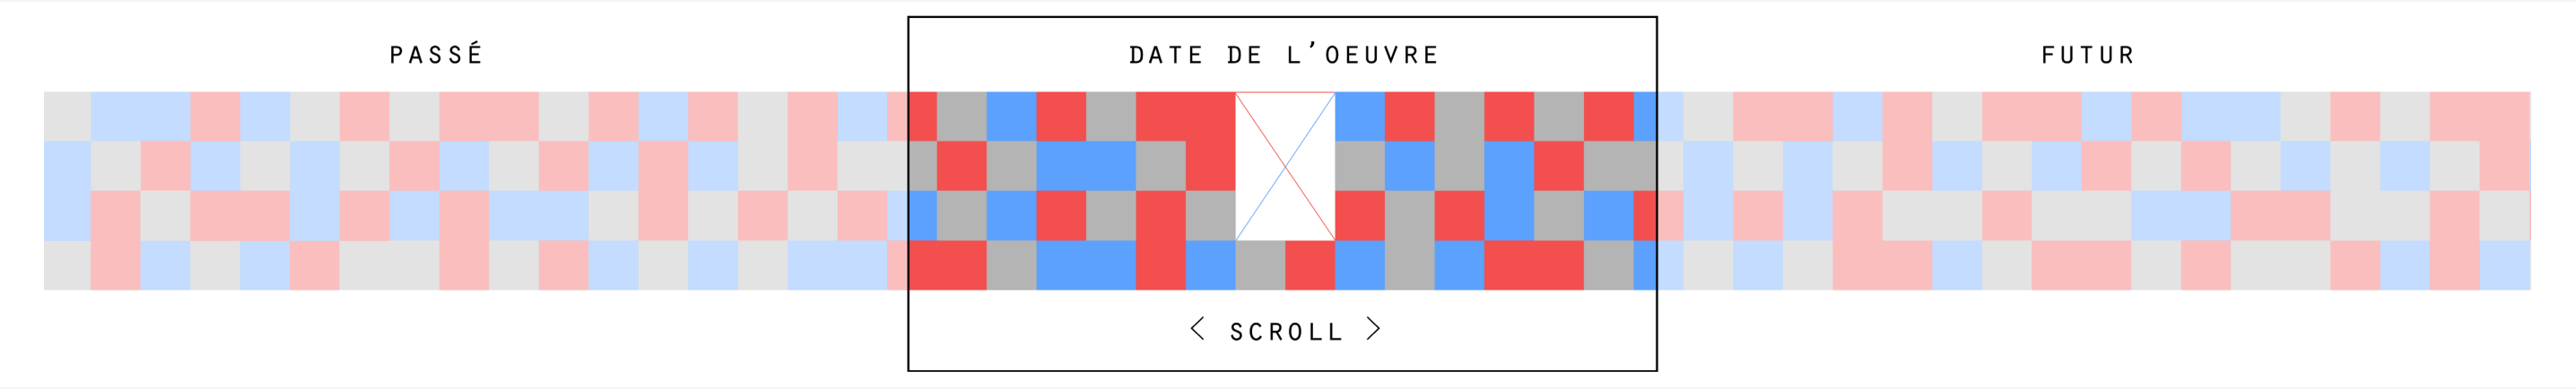 PASSÉ
DATE DE L'OEUVRE
FUTUR
< SCROLL >